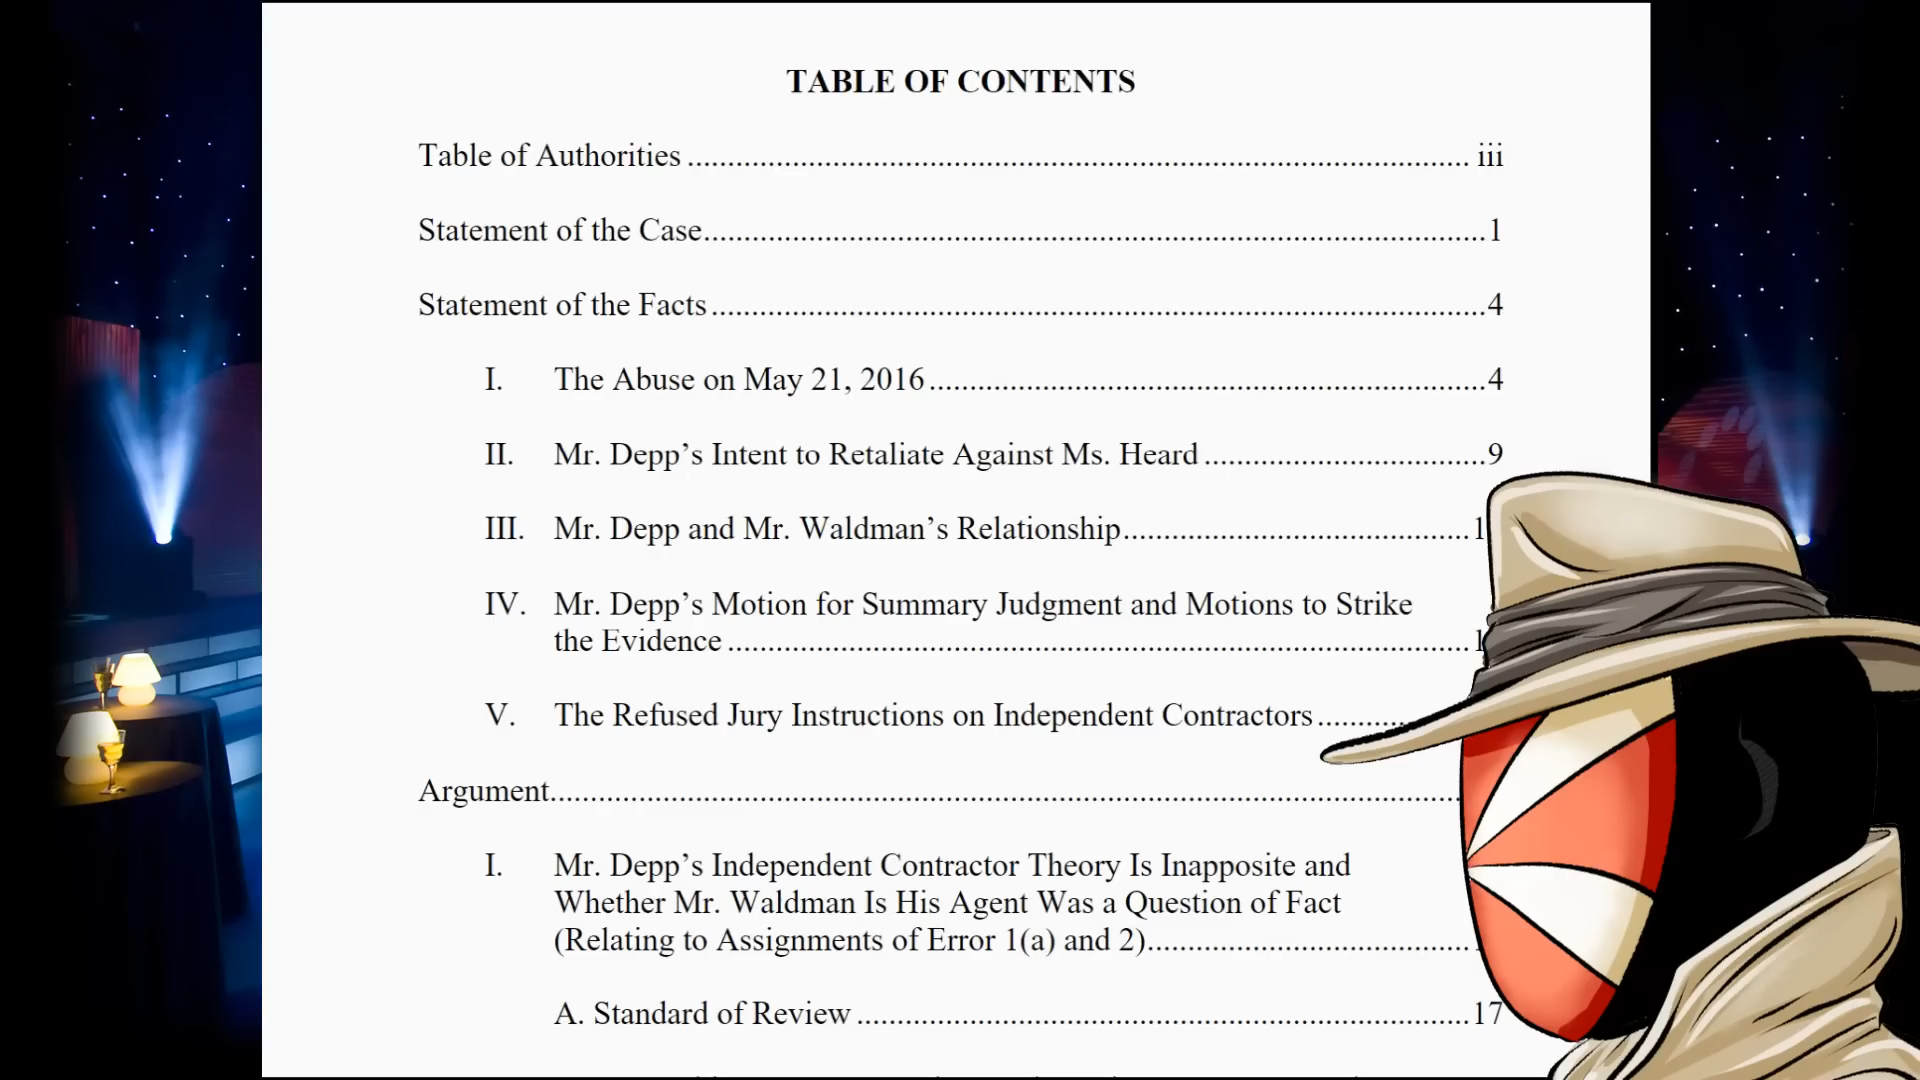 TABLE OF CONTENTS
Table of Authorities ................................................................................ iii
Statement of the Case................................................................................1
Statement of the Facts ................................................................................4
I. The Abuse on May 21, 2016 .........................................................4
II. Mr. Depp’s Intent to Retaliate Against Ms. Heard .............................9
III. Mr. Depp and Mr. Waldman’s Relationship....................................
IV. Mr. Depp’s Motion for Summary Judgment and Motions to Strike
the Evidence ............................................................................
V. The Refused Jury Instructions on Independent Contractors ..........
Argument..............................................................................................
I. Mr. Depp’s Independent Contractor Theory Is Inapposite and
Whether Mr. Waldman Is His Agent Was a Question of Fact
(Relating to Assignments of Error 1(a) and 2).................................
A. Standard of Review ...............................................................17